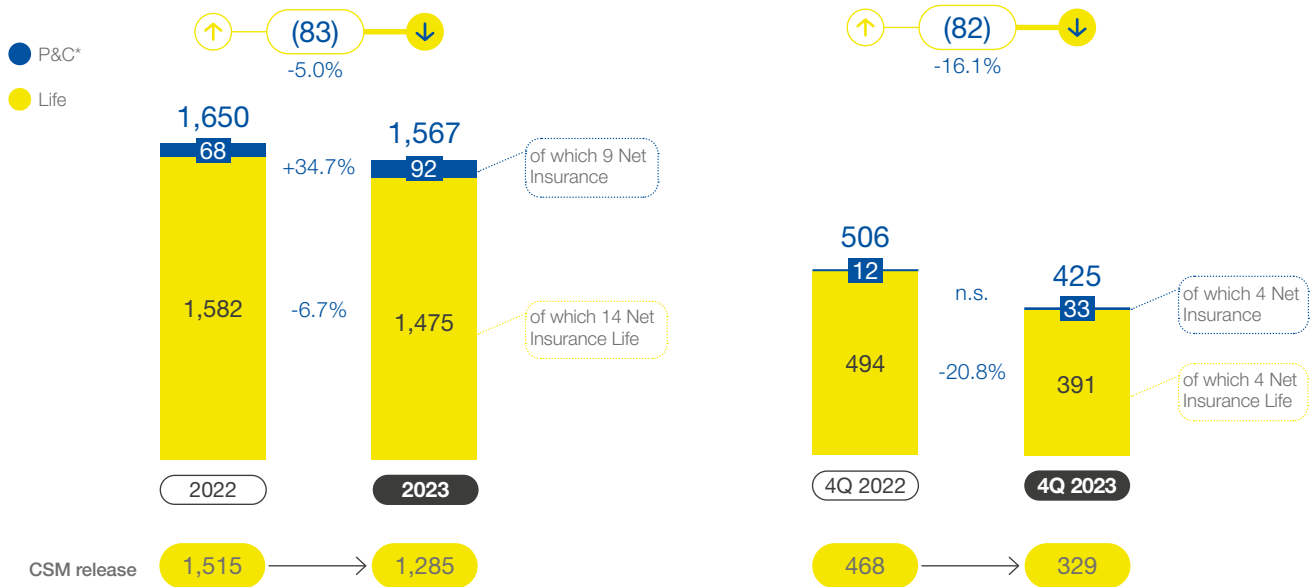 (83)
-5.0%
P&C*
Life
1,650
68
+34.7%
1,567
92
of which 9 Net
Insurance
1,582
-6.7%
1,475
of which 14 Net
Insurance Life
2022
2023
CSM release
1,515
1,285
(82)
-16.1%
506
12
n.s.
425
33
of which 4 Net
Insurance
494
-20.8%
391
of which 4 Net
Insurance Life
4Q 2022
4Q 2023
468
329